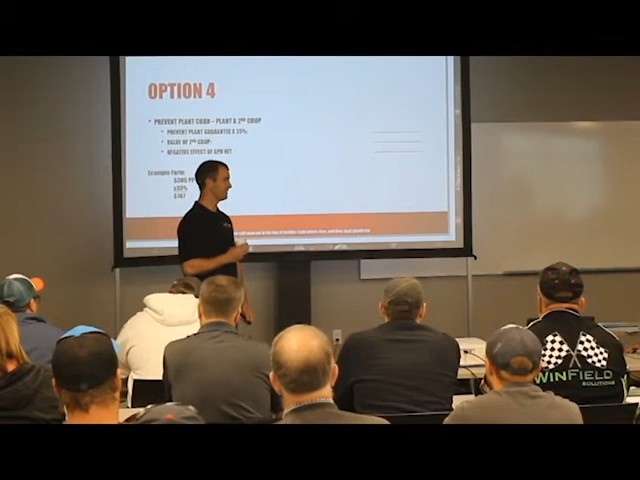 OPTION 4
• PREVENT PLANT CORN – PLANT A 2ND CROP
• PREVENT PLANT GUARANTEE X 35%
• VALUE OF 2ND CROP
• NEGATIVE EFFECT OF APH HIT
Example Farm:
$305 PP
x35%
$107
WINFIELD
SOLUTIONS